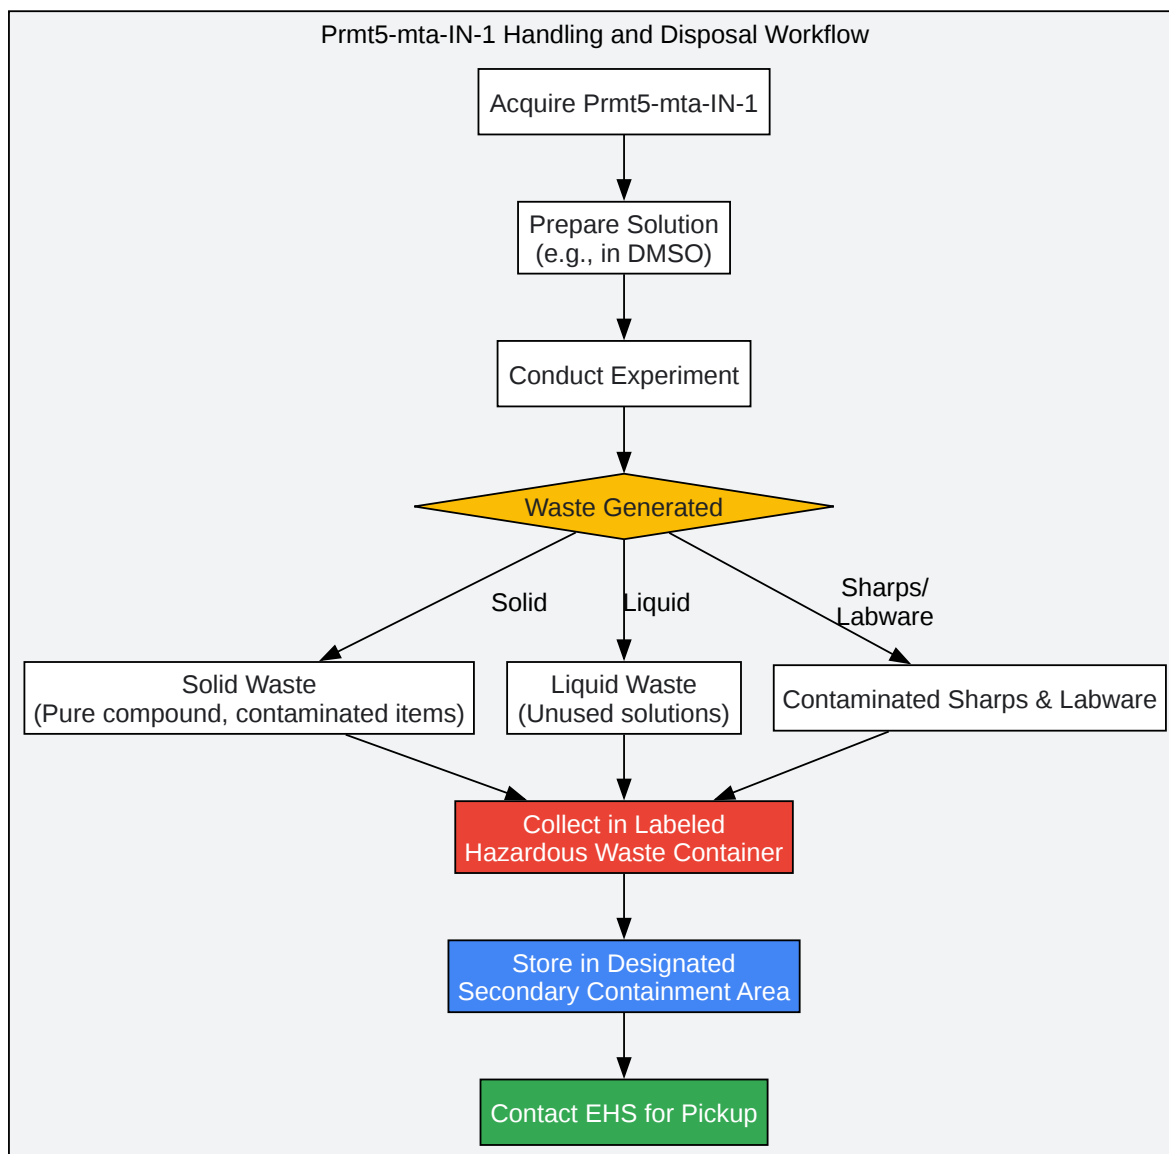 Prmt5-mta-IN-1 Handling and Disposal Workflow
Acquire Prmt5-mta-IN-1
Prepare Solution
(e.g., in DMSO)
Conduct Experiment
Waste Generated
Solid
Liquid
Sharps/
Labware
Solid Waste
(Pure compound, contaminated items)
Liquid Waste
(Unused solutions)
Contaminated Sharps & Labware
Collect in Labeled
Hazardous Waste Container
Store in Designated
Secondary Containment Area
Contact EHS for Pickup